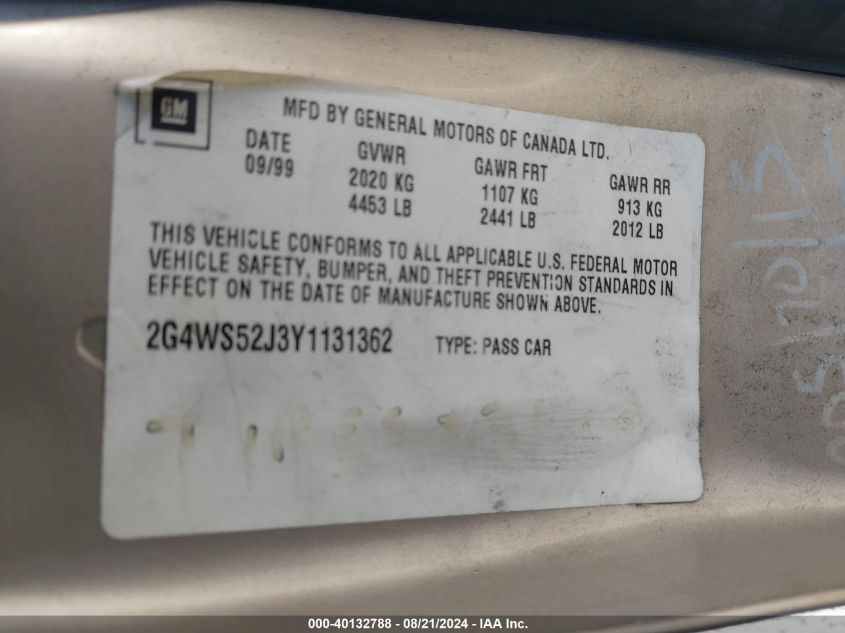 GM
MFD BY GENERAL MOTORS OF CANADA LTD.
DATE GVWR GAWR FRT GAWR RR
09/99 2020 KG 1107 KG 913 KG
4453 LB 2441 LB 2012 LB
THIS VEHICLE CONFORMS TO ALL APPLICABLE U.S. FEDERAL MOTOR
VEHICLE SAFETY, BUMPER, AND THEFT PREVENTION STANDARDS IN
EFFECT ON THE DATE OF MANUFACTURE SHOWN ABOVE.
2G4WS52J3Y1131362 TYPE: PASS CAR
000-40132788 - 08/21/2024 - IAA Inc.